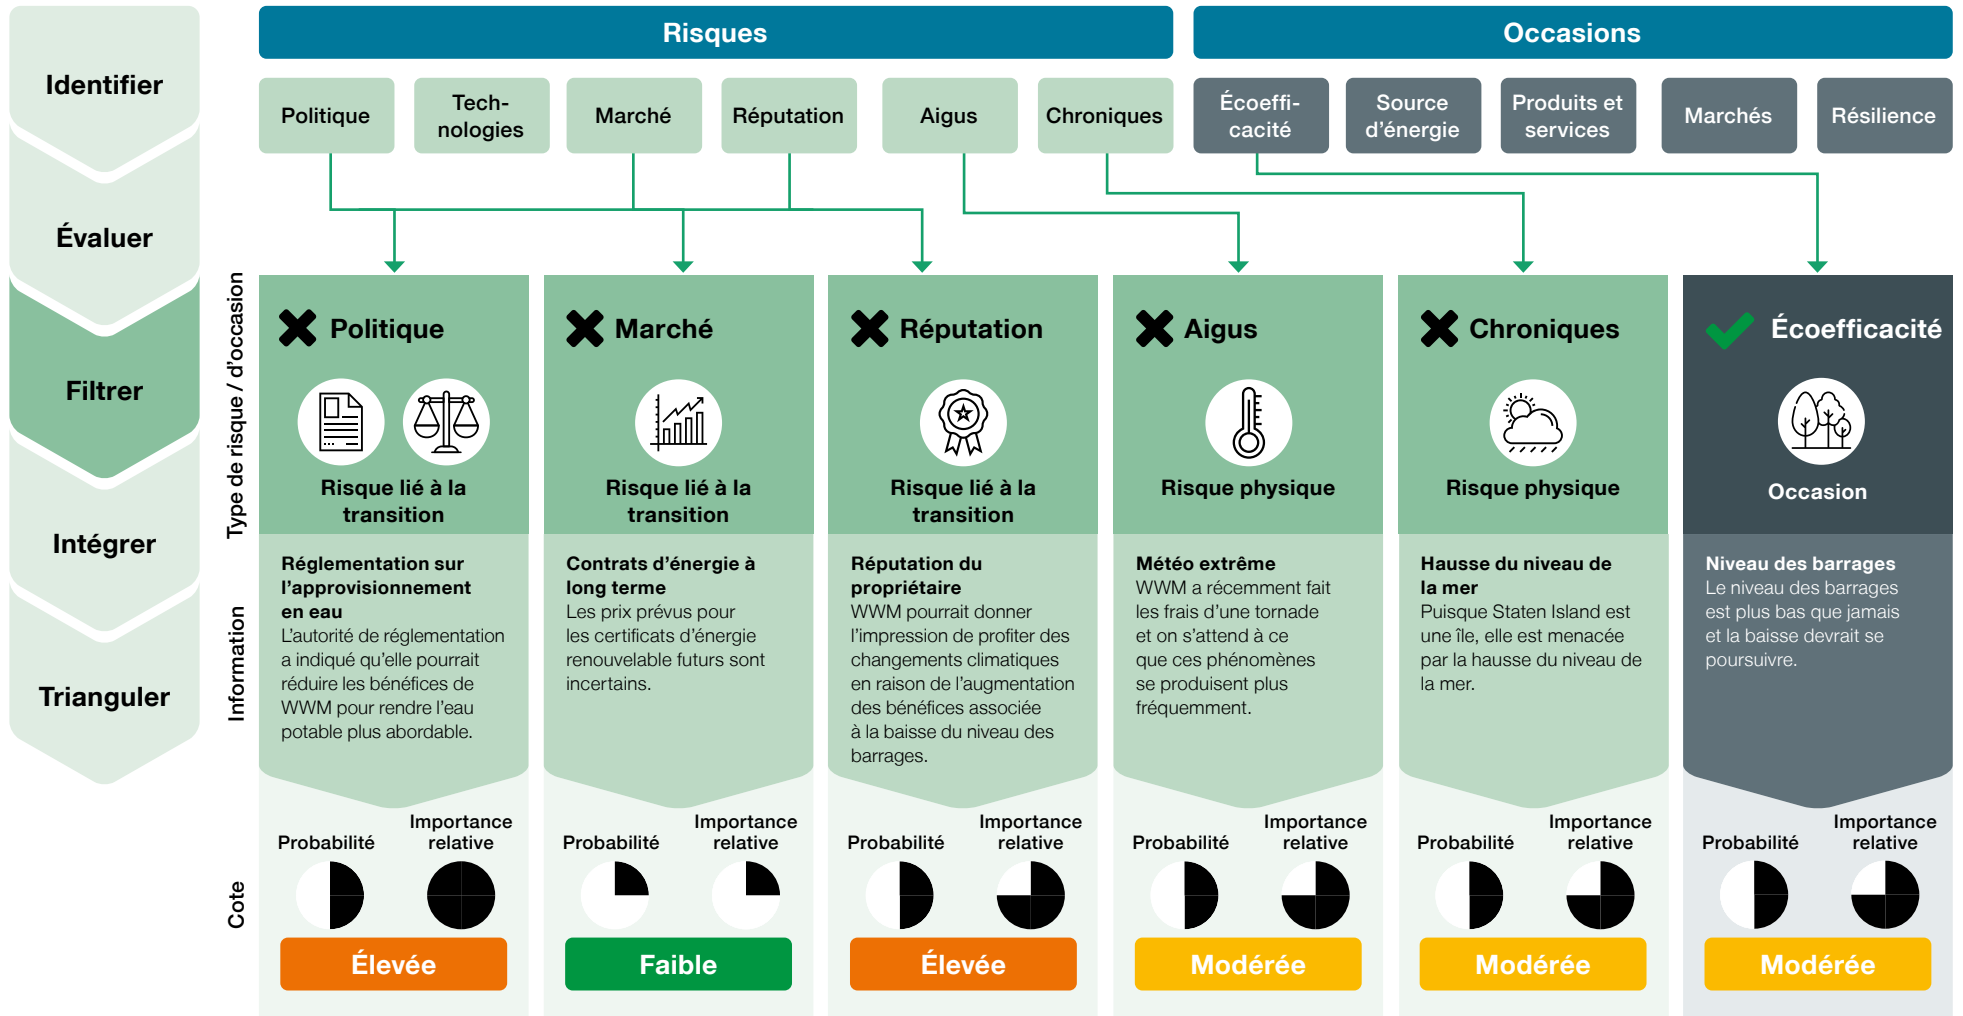 Identifier
Évaluer
Filtrer
Intégrer
Trianguler
Risques
Occasions
Politique
Tech-
nologies
Marché
Réputation
Aigus
Chroniques
Écoeffi-
cacité
Source
d’énergie
Produits et
services
Marchés
Résilience
Type de risque / d’occasion
Politique
Risque lié à la
transition
Marché
Risque lié à la
transition
Réputation
Risque lié à la
transition
Aigus
Risque physique
Chroniques
Risque physique
Écoefficacité
Occasion
Information
Réglementation sur
l’approvisionnement
en eau
L’autorité de réglementation
a indiqué qu’elle pourrait
réduire les bénéfices de
WWM pour rendre l’eau
potable plus abordable.
Contrats d’énergie à
long terme
Les prix prévus pour
les certificats d’énergie
renouvelable futurs sont
incertains.
Réputation du
propriétaire
WWM pourrait donner
l’impression de profiter des
changements climatiques
en raison de l’augmentation
des bénéfices associée
à la baisse du niveau des
barrages.
Météo extrême
WWM a récemment fait
les frais d’une tornade
et on s’attend à ce
que ces phénomènes
se produisent plus
fréquemment.
Hausse du niveau de
la mer
Puisque Staten Island est
une île, elle est menacée
par la hausse du niveau de
la mer.
Niveau des barrages
Le niveau des barrages
est plus bas que jamais
et la baisse devrait se
poursuivre.
Cote
Probabilité
Importance
relative
Élevée
Probabilité
Importance
relative
Faible
Probabilité
Importance
relative
Élevée
Probabilité
Importance
relative
Modérée
Probabilité
Importance
relative
Modérée
Probabilité
Importance
relative
Modérée